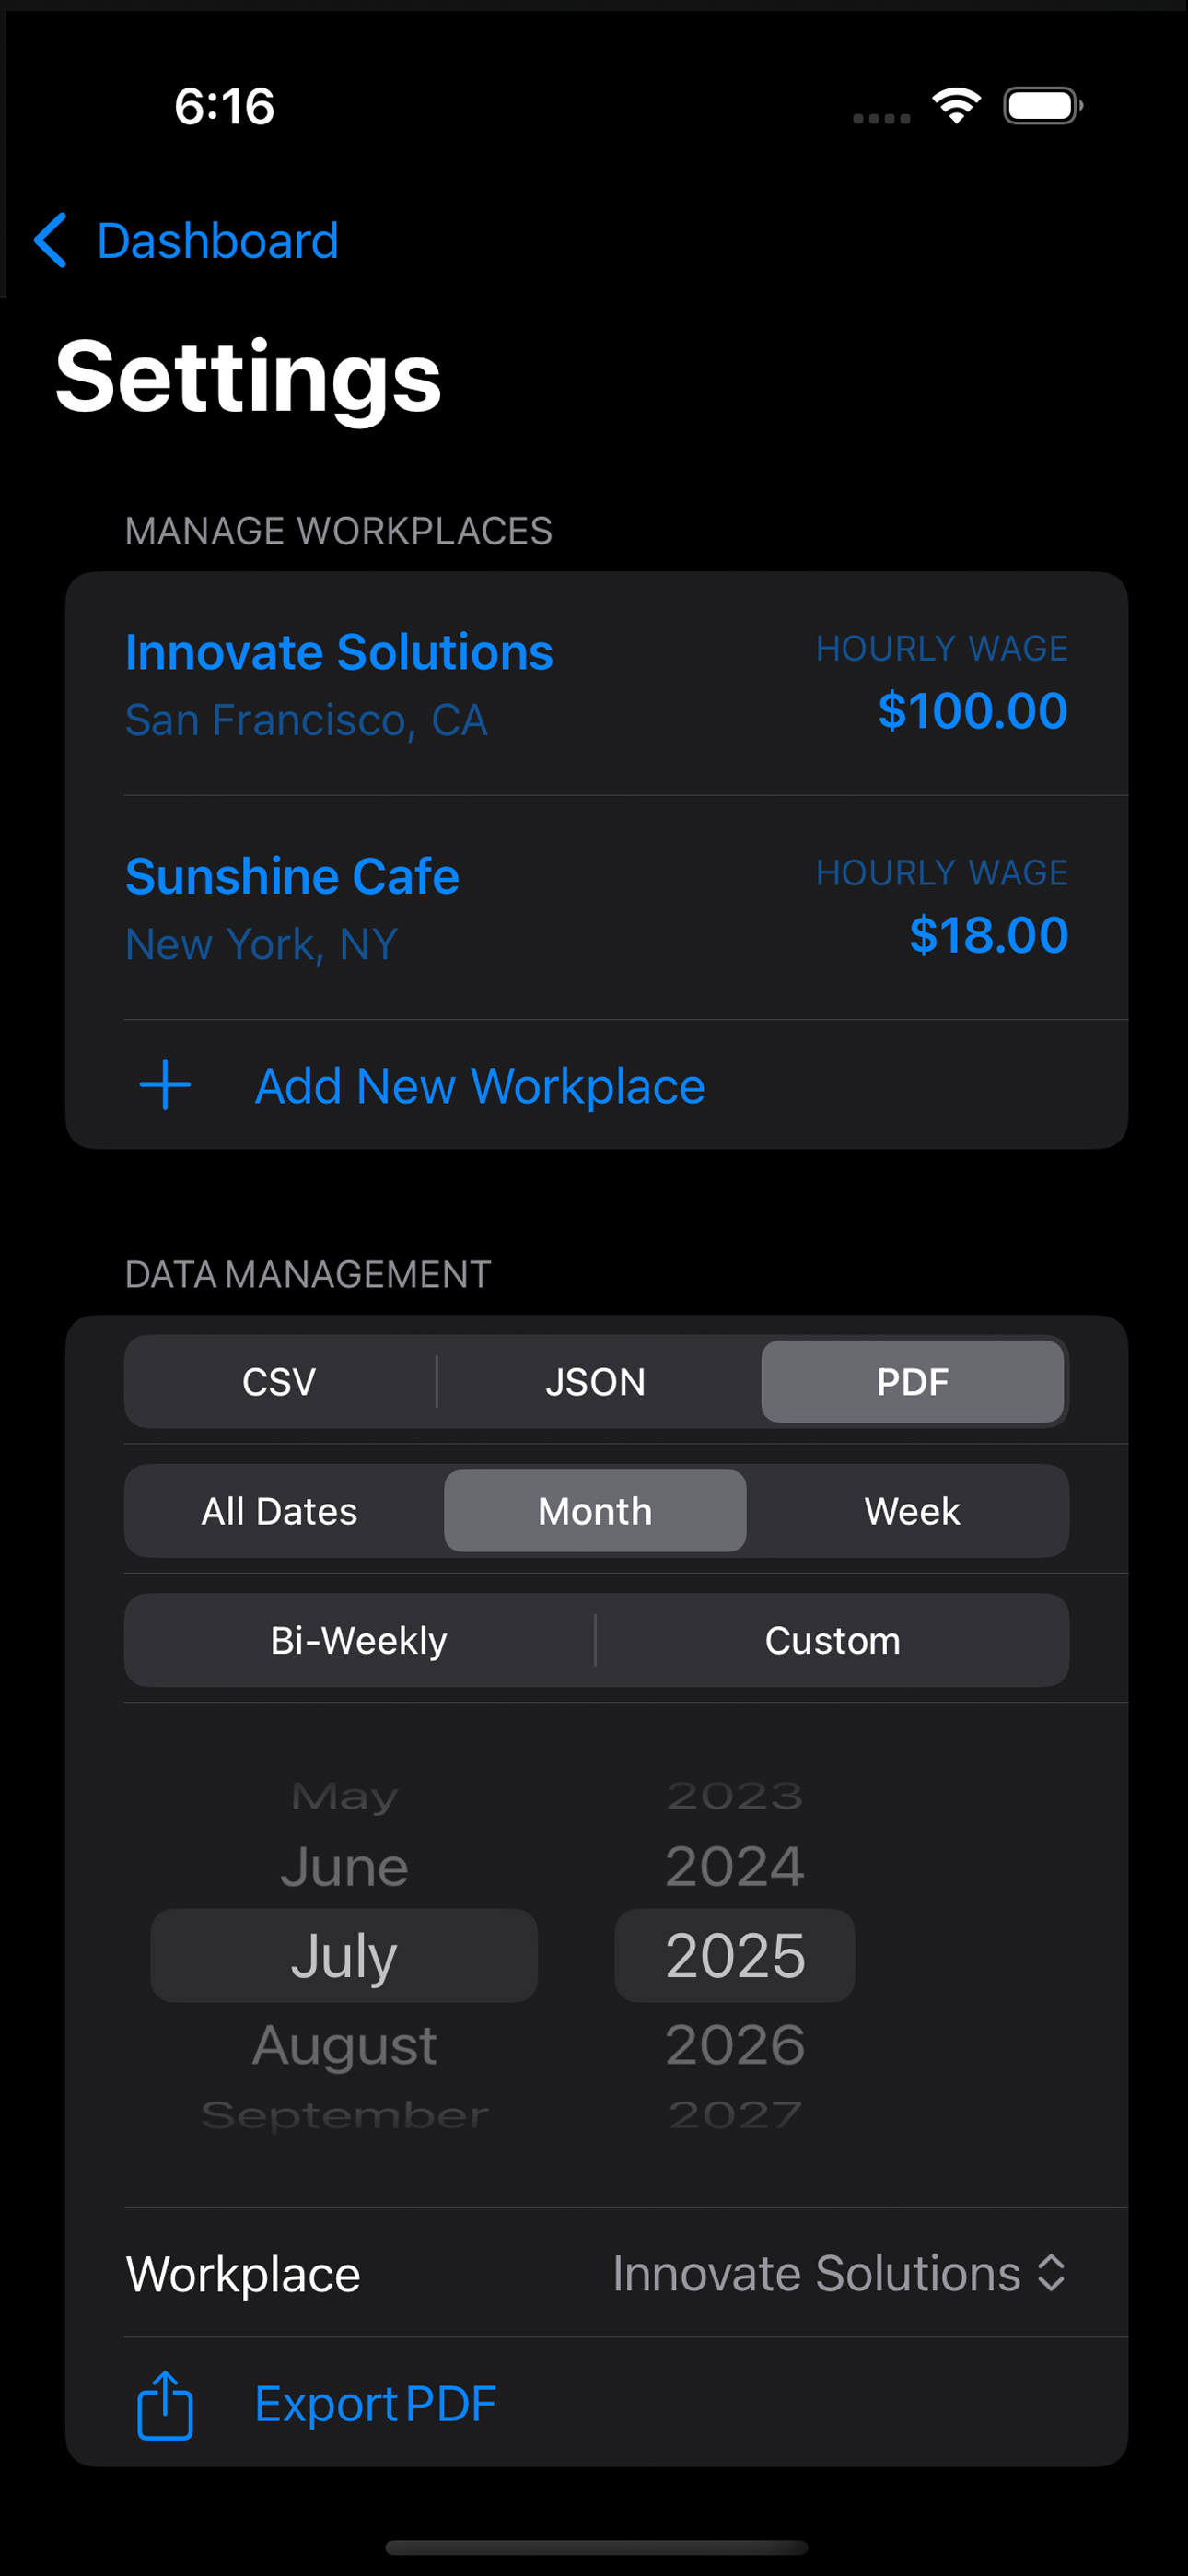 6:16
Dashboard
Settings
MANAGE WORKPLACES
Innovate Solutions
HOURLY WAGE
San Francisco, CA
$100.00
Sunshine Cafe
HOURLY WAGE
New York, NY
$18.00
Add New Workplace
DATA MANAGEMENT
CSV JSON PDF
All Dates Month Week
Bi-Weekly Custom
May 2023
June 2024
July 2025
August 2026
September 2027
Workplace Innovate Solutions
Export PDF